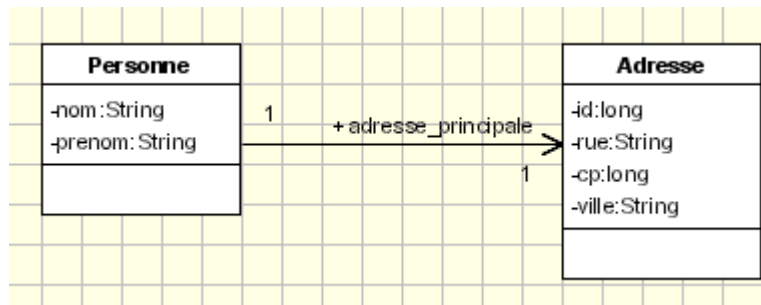 Personne
-nom:String
-prenom:String
1
+adresse_principale
1
Adresse
-id:long
-rue:String
-cp:long
-ville:String